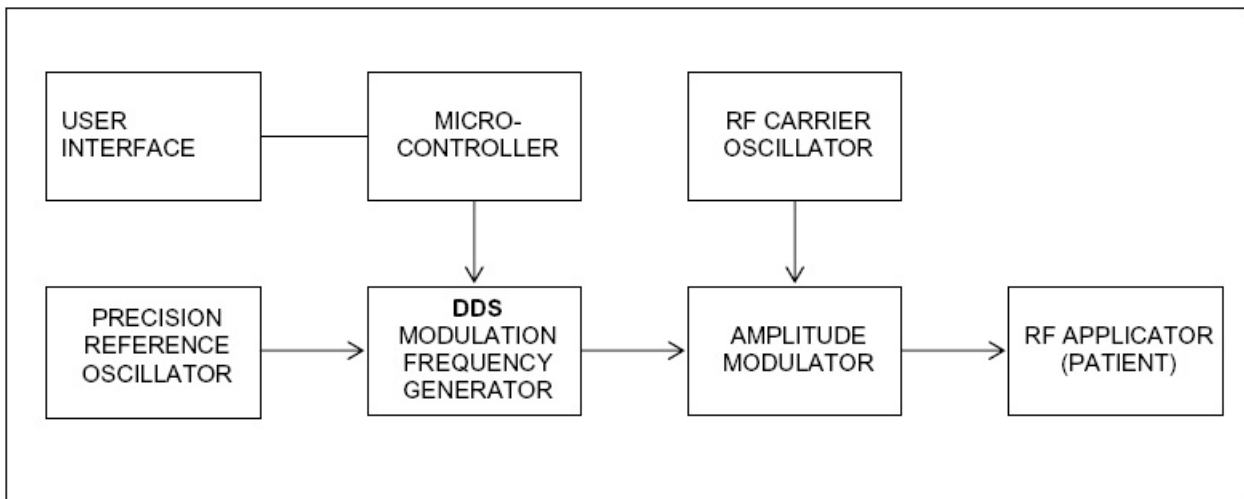 USER
INTERFACE
MICRO-
CONTROLLER
RF CARRIER
OSCILLATOR
PRECISION
REFERENCE
OSCILLATOR
DDS
MODULATION
FREQUENCY
GENERATOR
AMPLITUDE
MODULATOR
RF APPLICATOR
(PATIENT)